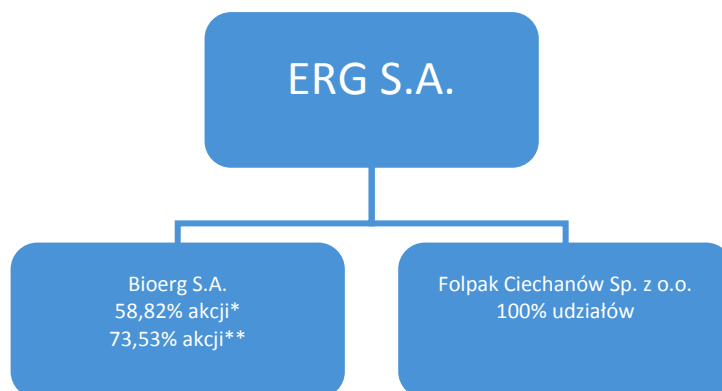 ERG S.A.
Bioerg S.A.
58,82% akcji*
73,53% akcji**
Folpak Ciechanów Sp. z o.o.
100% udziałów